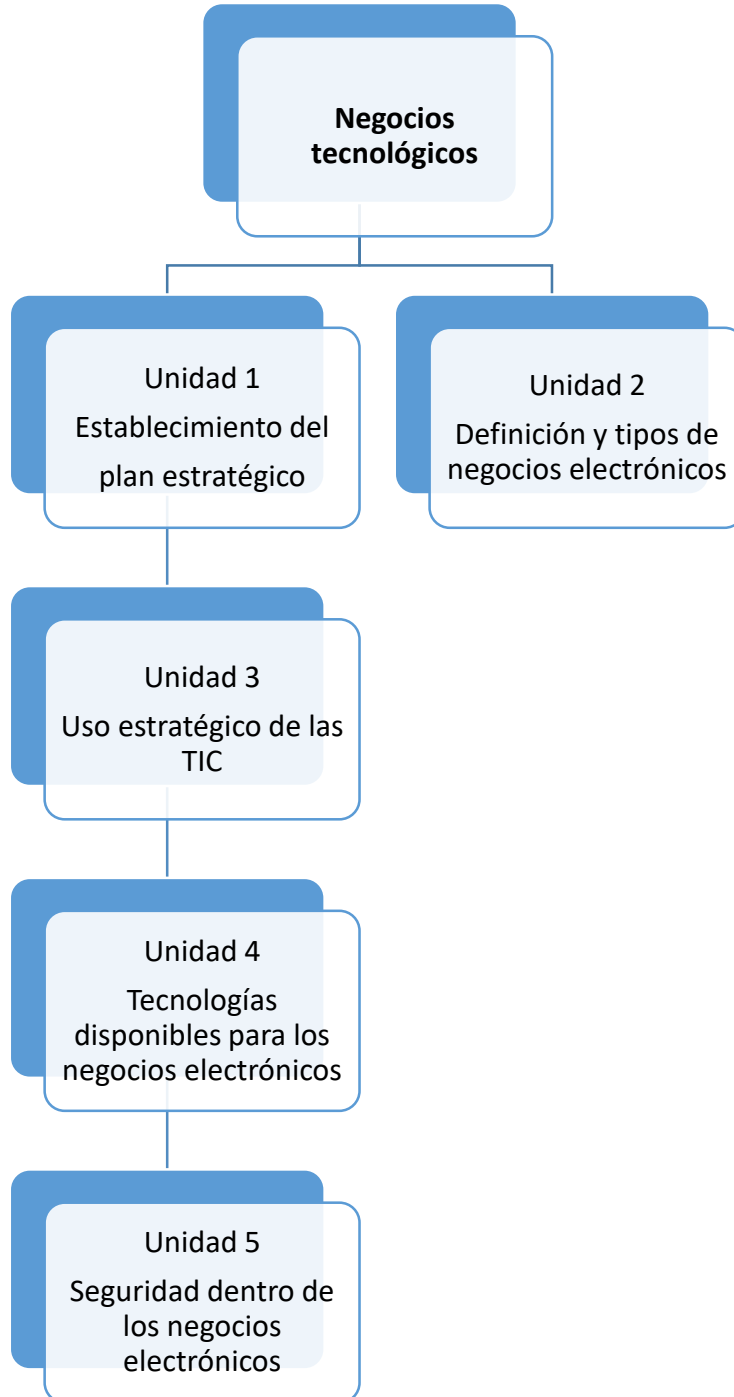 Negocios
tecnológicos
Unidad 1
Establecimiento del
plan estratégico
Unidad 2
Definición y tipos de
negocios electrónicos
Unidad 3
Uso estratégico de las
TIC
Unidad 4
Tecnologías
disponibles para los
negocios electrónicos
Unidad 5
Seguridad dentro de
los negocios
electrónicos